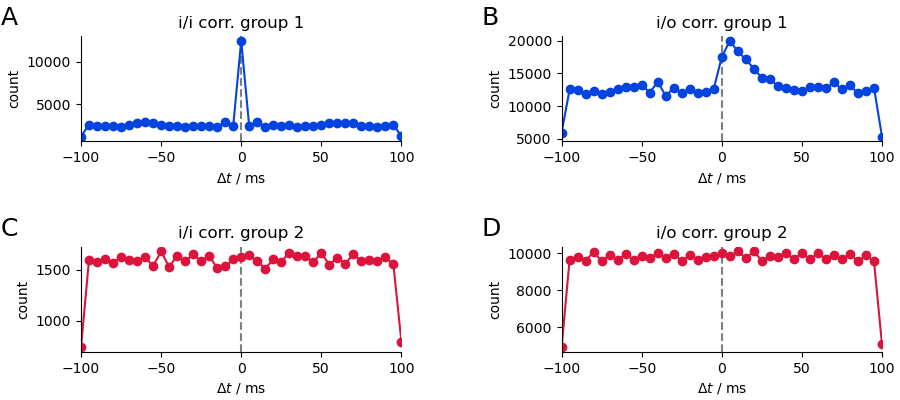 A
i/i corr. group 1
10000
5000
count
−100 −50 0 50 100
Δt / ms
B
i/o corr. group 1
20000
15000
10000
5000
count
−100 −50 0 50 100
Δt / ms
C
i/i corr. group 2
1500
1000
count
−100 −50 0 50 100
Δt / ms
D
i/o corr. group 2
10000
8000
6000
count
−100 −50 0 50 100
Δt / ms